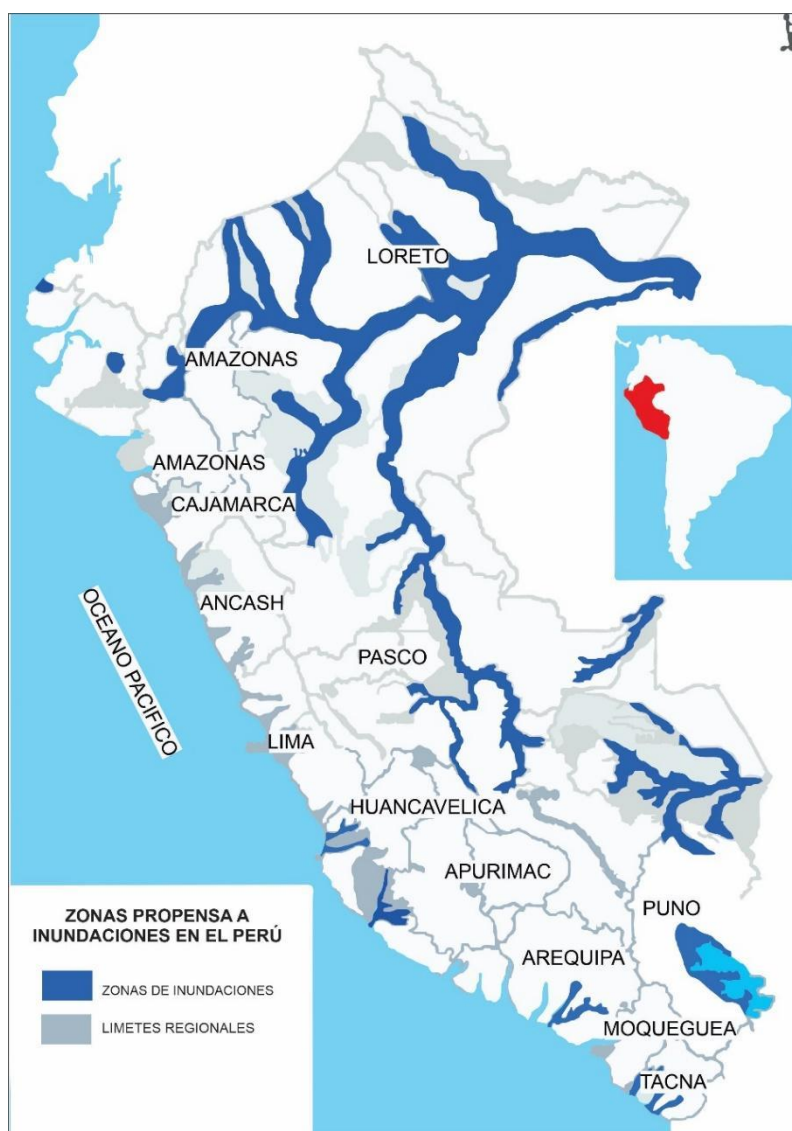 LORETO
AMAZONAS
AMAZONAS
CAJAMARCA
ANCASH
OCEANO PACIFICO
PASCO
LIMA
HUANCAVELICA
APURIMAC
PUNO
AREQUIPA
MOQUEGUEA
TACNA
ZONAS PROPENSA A
INUNDACIONES EN EL PERÚ
ZONAS DE INUNDACIONES
LIMETES REGIONALES